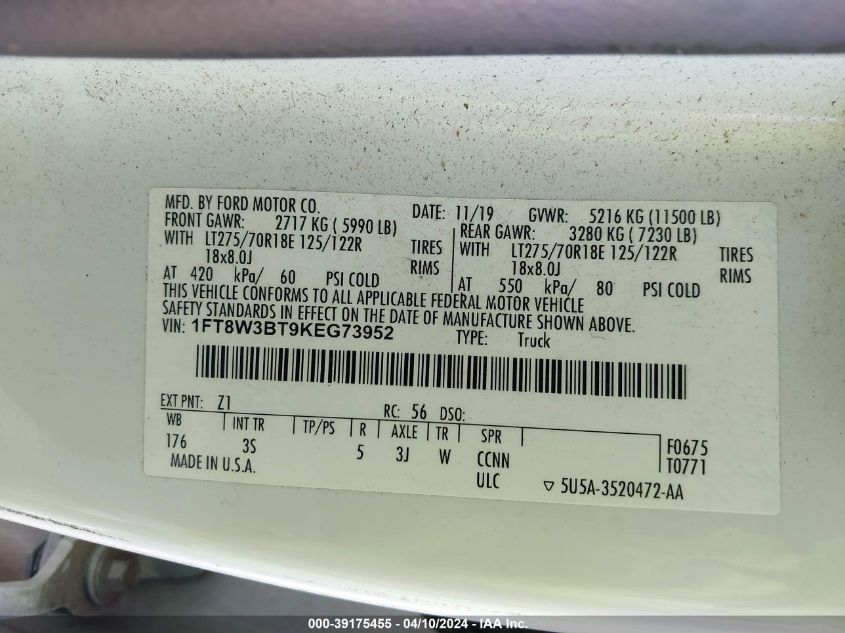 MFD. BY FORD MOTOR CO. DATE: 11/19 GVWR: 5216 KG (11500 LB)
FRONT GAWR: 2717 KG ( 5990 LB) REAR GAWR: 3280 KG ( 7230 LB)
WITH LT275/70R18E 125/122R TIRES WITH LT275/70R18E 125/122R TIRES
18x8.0J RIMS 18x8.0J RIMS
AT 420 kPa/ 60 PSI COLD AT 550 kPa/ 80 PSI COLD
THIS VEHICLE CONFORMS TO ALL APPLICABLE FEDERAL MOTOR VEHICLE
SAFETY STANDARDS IN EFFECT ON THE DATE OF MANUFACTURE SHOWN ABOVE.
VIN: 1FT8W3BT9KEG73952 TYPE: Truck
EXT PNT: Z1 RC: 56 DSO:
WB INT TR TP/PS R AXLE TR SPR F0675
176 3S 5 3J W CCNN T0771
MADE IN U.S.A. ULC ▽ 5U5A-3520472-AA
000-39175455 - 04/10/2024 - IAA Inc.